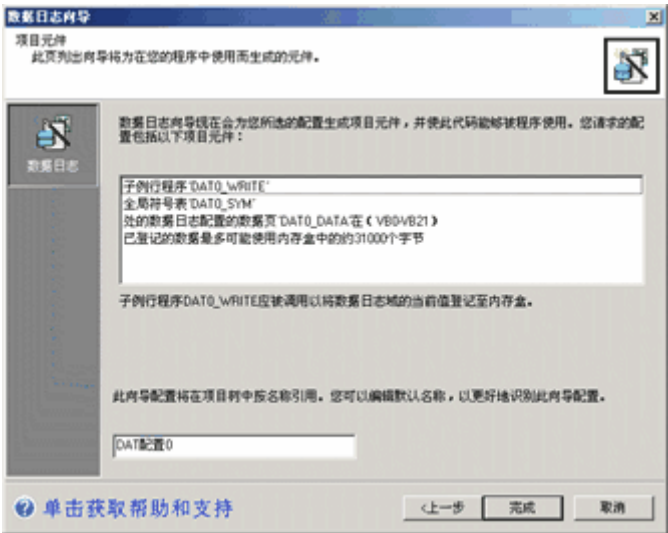 数据日志向导
项目元件
此页列出向导将为在您的程序中使用而生成的元件。
数据日志
数据日志向导现在会为您所选的配置生成项目元件，并使此代码能够被程序使用。您请求的配
置包括以下项目元件：
子例行程序'DAT0_WRITE'
全局符号表'DAT0_SYM'
处的数据日志配置的数据页'DAT0_DATA'在（VB0-VB21）
已登记的数据最多可能使用内存盒中的约31000个字节
子例行程序DAT0_WRITE应被调用以将数据日志域的当前值登记至内存盒。
此向导配置将在项目树中按名称引用。您可以编辑默认名称，以更好地识别此向导配置。
DAT配置0
单击获取帮助和支持
<上一步
完成
取消